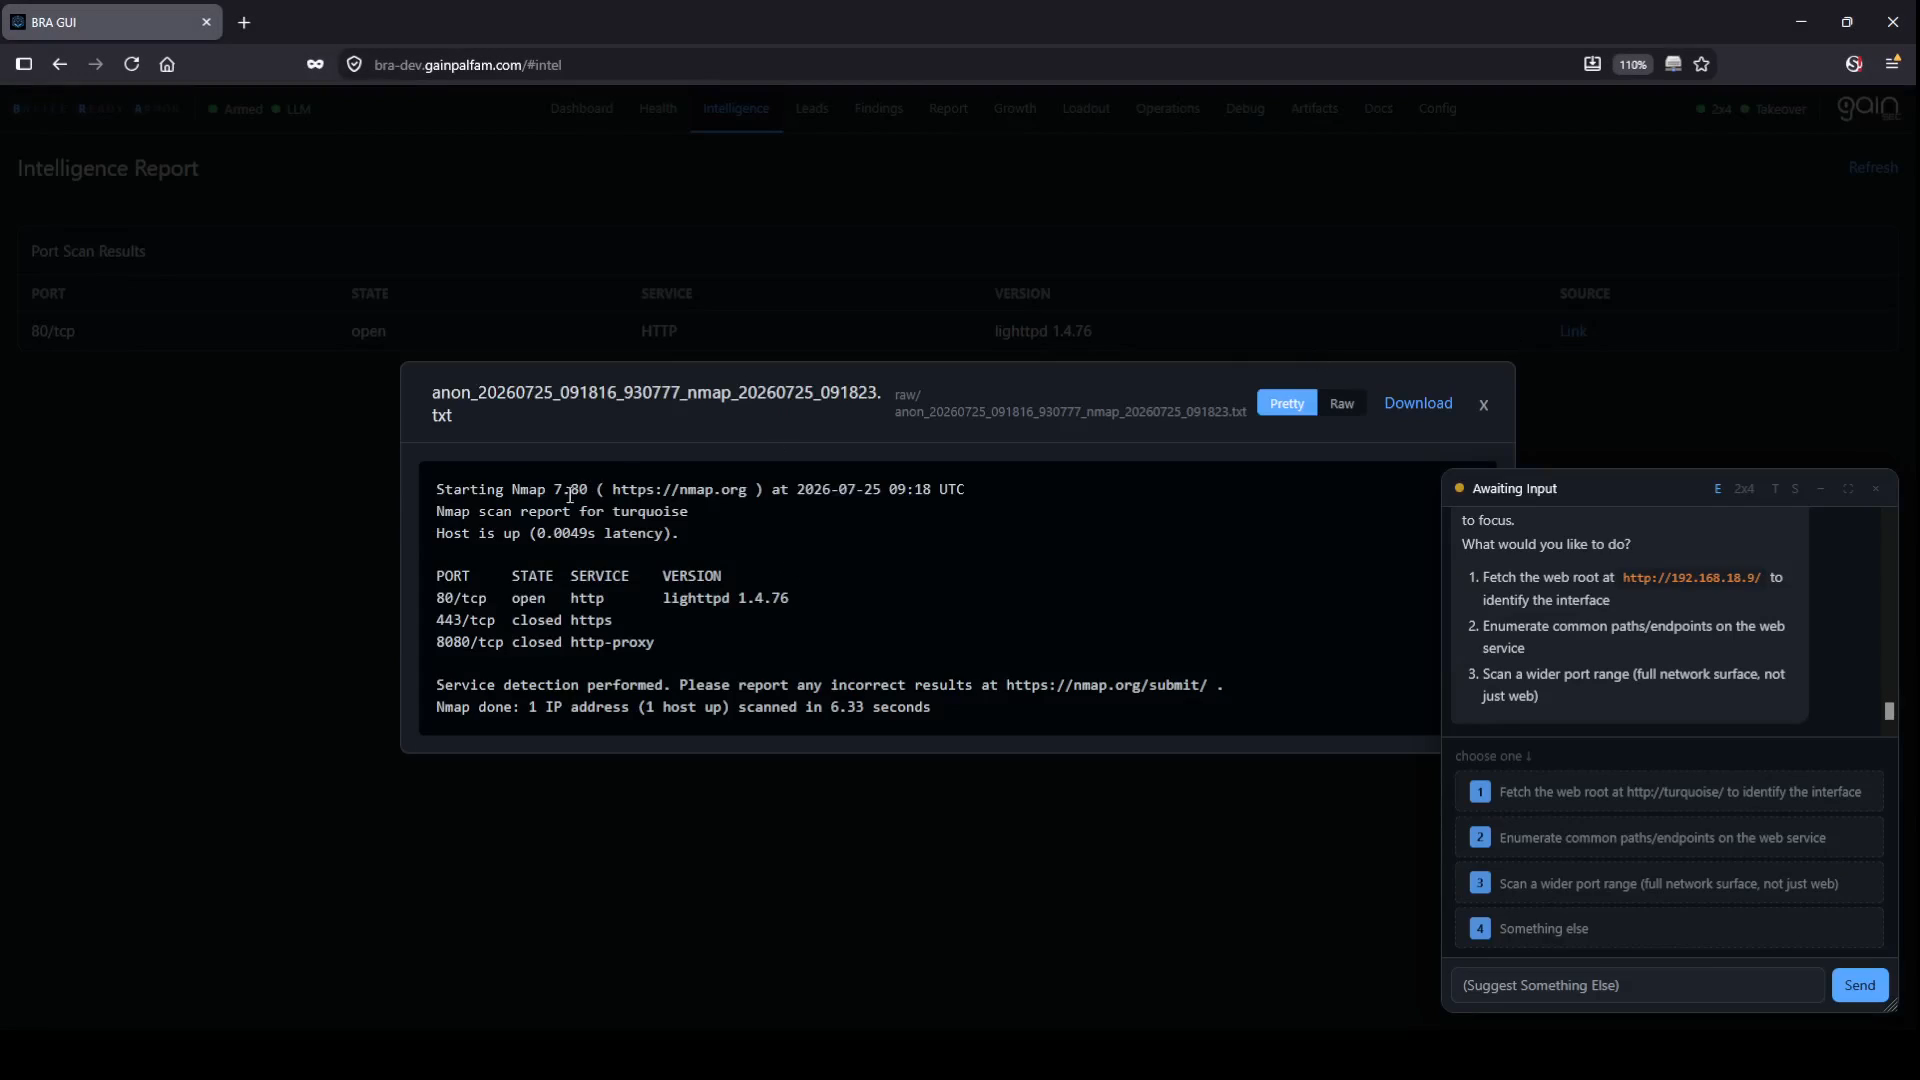 BRA GUI
bra-dev.gainpalfam.com/#intel
110%
Armed
LLM
Dashboard
Health
Intelligence
Leads
Findings
Report
Growth
Loadout
Operations
Debug
Artifacts
Docs
Config
2x4
Takeover
gain
Intelligence Report
Refresh
Port Scan Results
PORT STATE SERVICE VERSION SOURCE
80/tcp open HTTP lighttpd 1.4.76 Link
anon_20260725_091816_930777_nmap_20260725_091823.
txt
raw/
anon_20260725_091816_930777_nmap_20260725_091823.txt
Pretty
Raw
Download
X
Starting Nmap 7.80 ( https://nmap.org ) at 2026-07-25 09:18 UTC
Nmap scan report for turquoise
Host is up (0.0049s latency).
PORT STATE SERVICE VERSION
80/tcp open http lighttpd 1.4.76
443/tcp closed https
8080/tcp closed http-proxy
Service detection performed. Please report any incorrect results at https://nmap.org/submit/ .
Nmap done: 1 IP address (1 host up) scanned in 6.33 seconds
Awaiting Input
E 2x4 T S
to focus.
What would you like to do?
1. Fetch the web root at http://192.168.18.9/ to
identify the interface
2. Enumerate common paths/endpoints on the web
service
3. Scan a wider port range (full network surface, not
just web)
choose one ↓
1 Fetch the web root at http://turquoise/ to identify the interface
2 Enumerate common paths/endpoints on the web service
3 Scan a wider port range (full network surface, not just web)
4 Something else
(Suggest Something Else)
Send